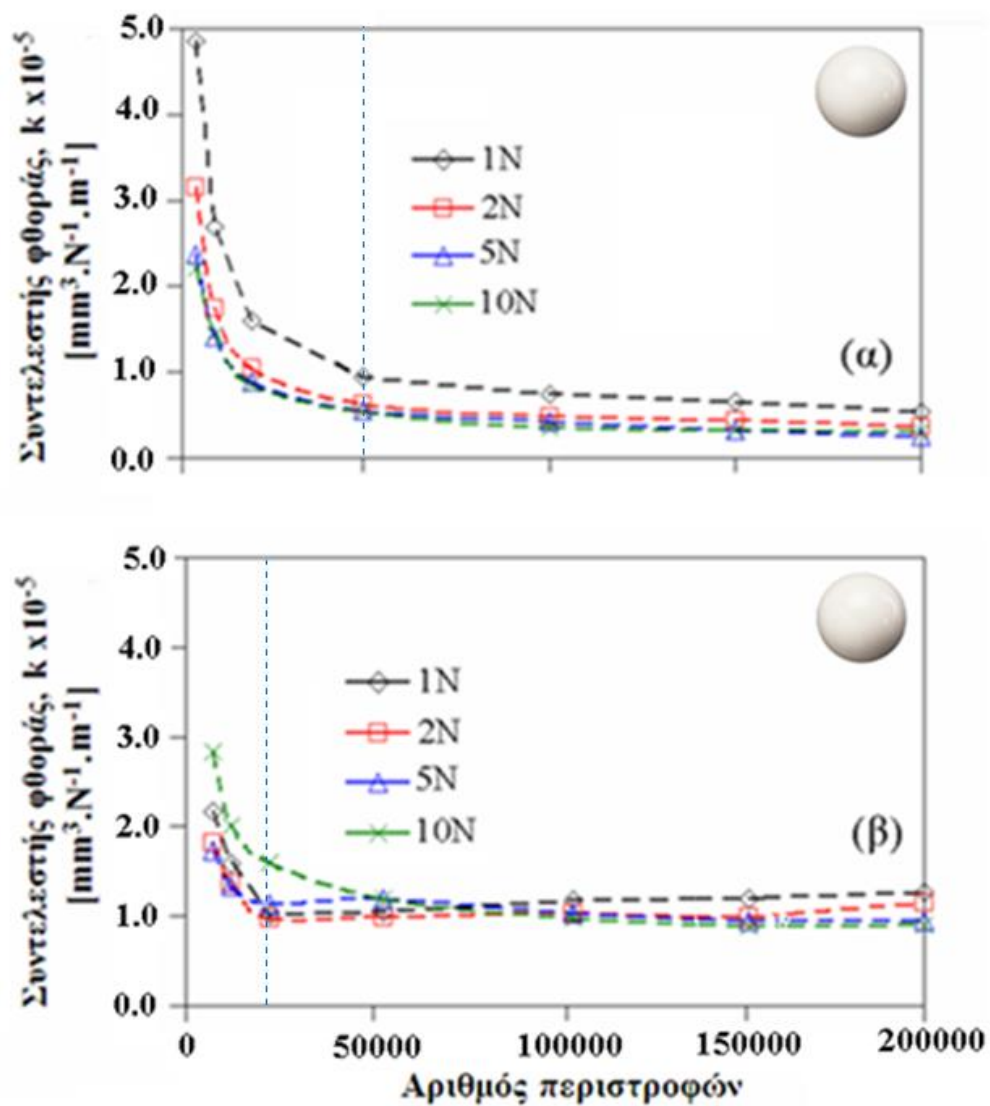 Συντελεστής φθοράς, k x10-5
[mm3.N-1.m-1]
5.0
4.0
3.0
2.0
1.0
0.0
1N
2N
5N
10N
(α)
Συντελεστής φθοράς, k x10-5
[mm3.N-1.m-1]
5.0
4.0
3.0
2.0
1.0
0.0
1N
2N
5N
10N
(β)
0 50000 100000 150000 200000
Αριθμός περιστροφών